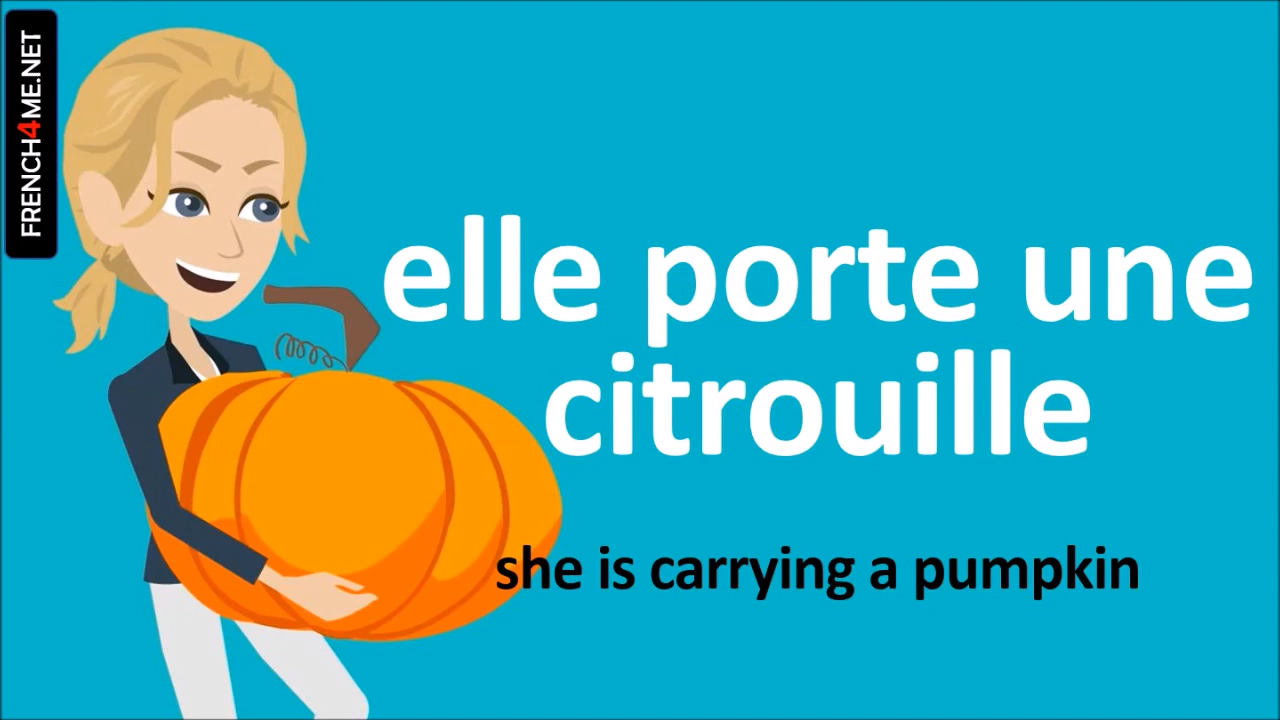 FRENCH4ME.NET
elle porte une
citrouille
she is carrying a pumpkin